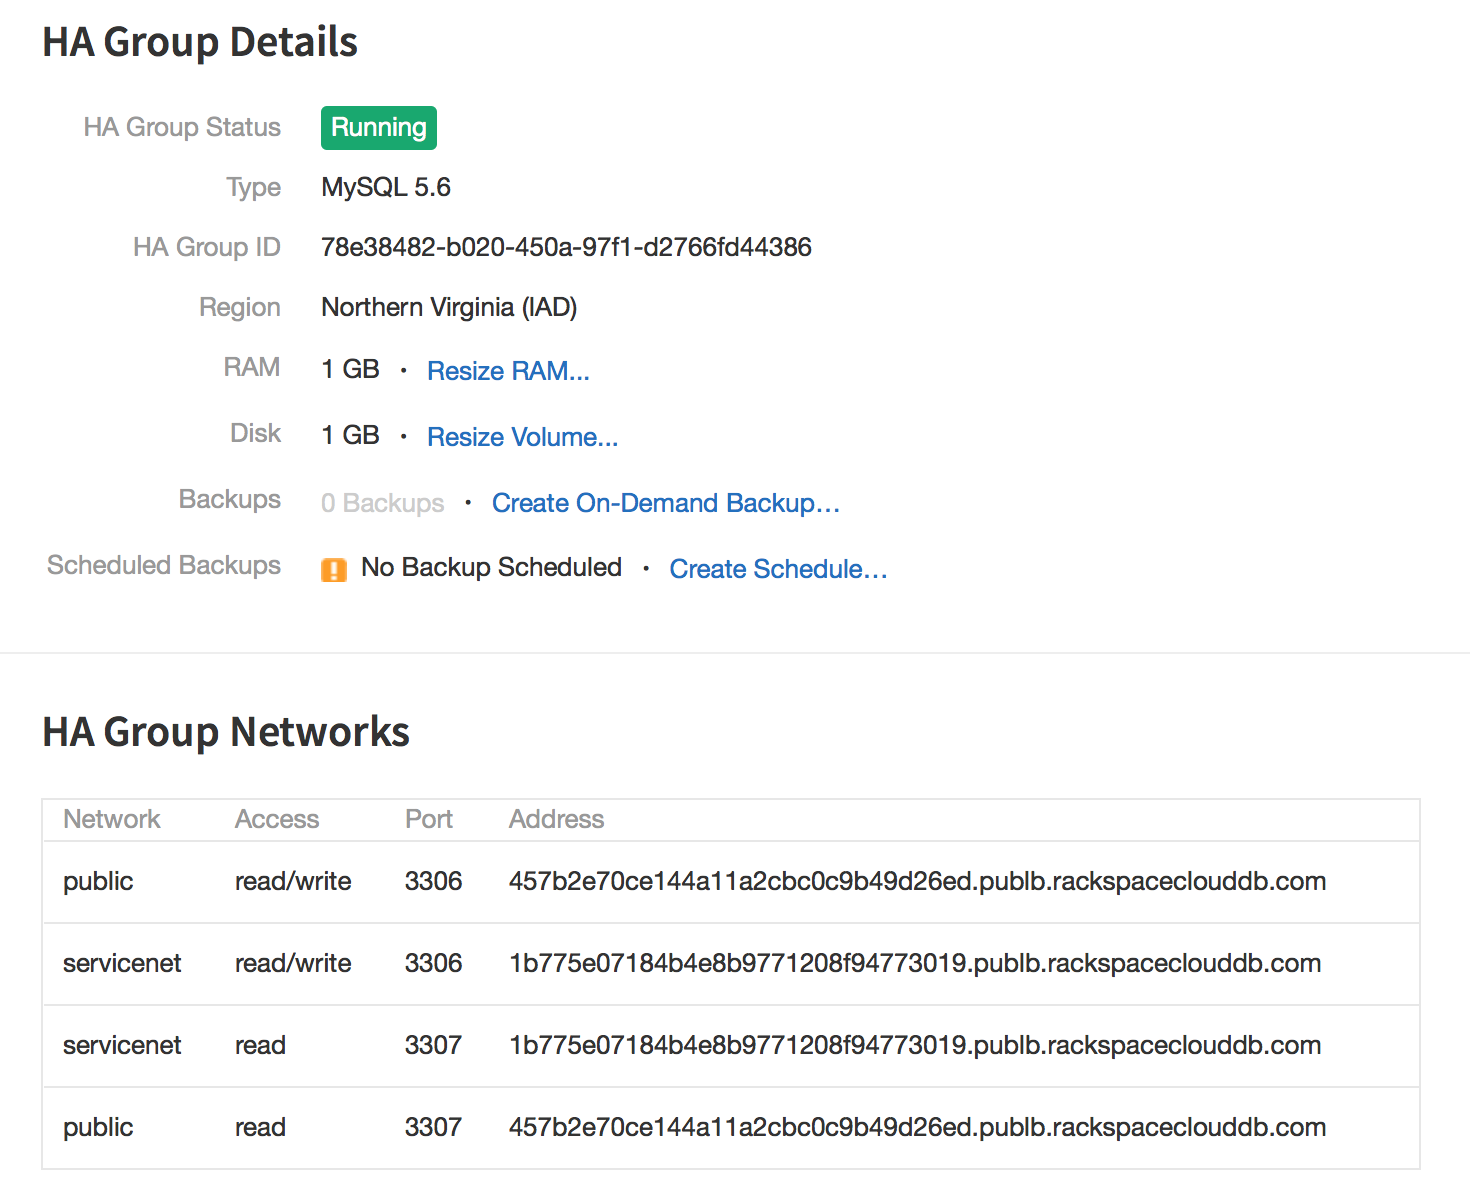 HA Group Details
HA Group Status Running
Type MySQL 5.6
HA Group ID 78e38482-b020-450a-97f1-d2766fd44386
Region Northern Virginia (IAD)
RAM 1 GB · Resize RAM...
Disk 1 GB · Resize Volume...
Backups 0 Backups · Create On-Demand Backup...
Scheduled Backups ! No Backup Scheduled · Create Schedule...
HA Group Networks
Network Access Port Address
public read/write 3306 457b2e70ce144a11a2cbc0c9b49d26ed.publb.rackspaceclouddb.com
servicenet read/write 3306 1b775e07184b4e8b9771208f94773019.publb.rackspaceclouddb.com
servicenet read 3307 1b775e07184b4e8b9771208f94773019.publb.rackspaceclouddb.com
public read 3307 457b2e70ce144a11a2cbc0c9b49d26ed.publb.rackspaceclouddb.com